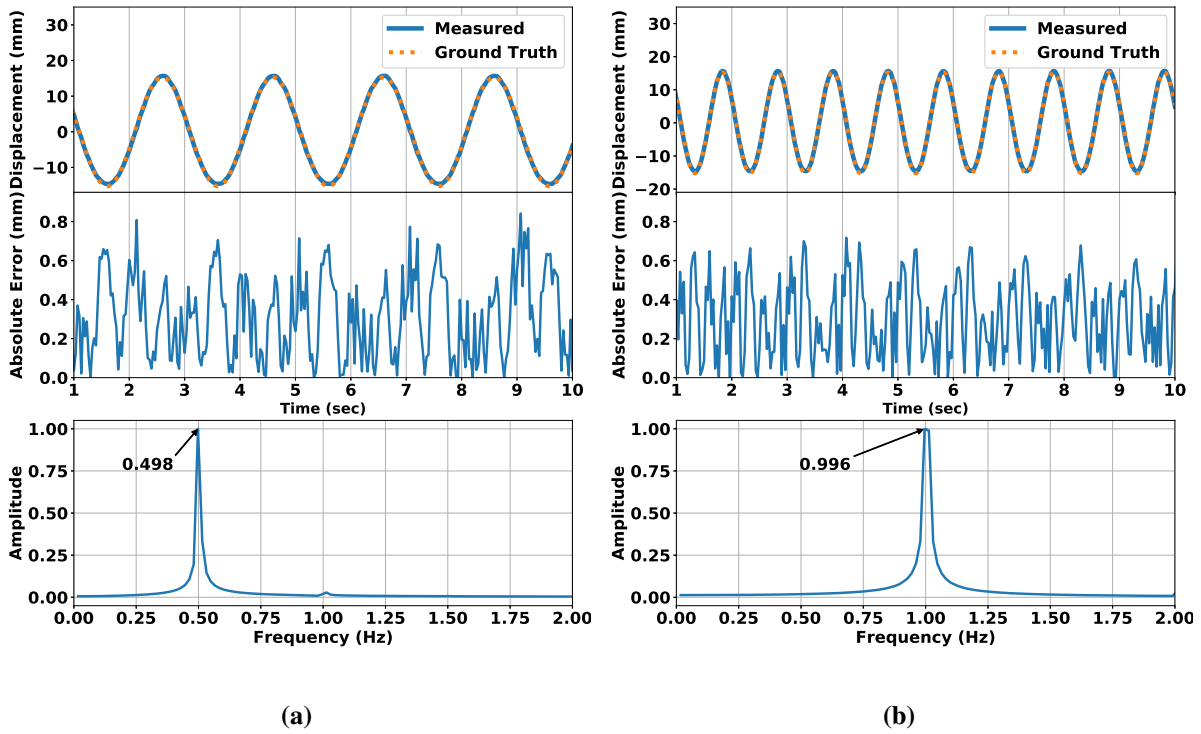 Displacement (mm)
30
20
10
0
−10
Measured
Ground Truth
Absolute Error (mm)
0.8
0.6
0.4
0.2
0.0
1 2 3 4 5 6 7 8 9 10
Time (sec)
Amplitude
1.00
0.75
0.50
0.25
0.00
0.498
0.00 0.25 0.50 0.75 1.00 1.25 1.50 1.75 2.00
Frequency (Hz)
(a)
Displacement (mm)
30
20
10
0
−10
−20
Measured
Ground Truth
Absolute Error (mm)
0.8
0.6
0.4
0.2
0.0
1 2 3 4 5 6 7 8 9 10
Time (sec)
Amplitude
1.00
0.75
0.50
0.25
0.00
0.996
0.00 0.25 0.50 0.75 1.00 1.25 1.50 1.75 2.00
Frequency (Hz)
(b)